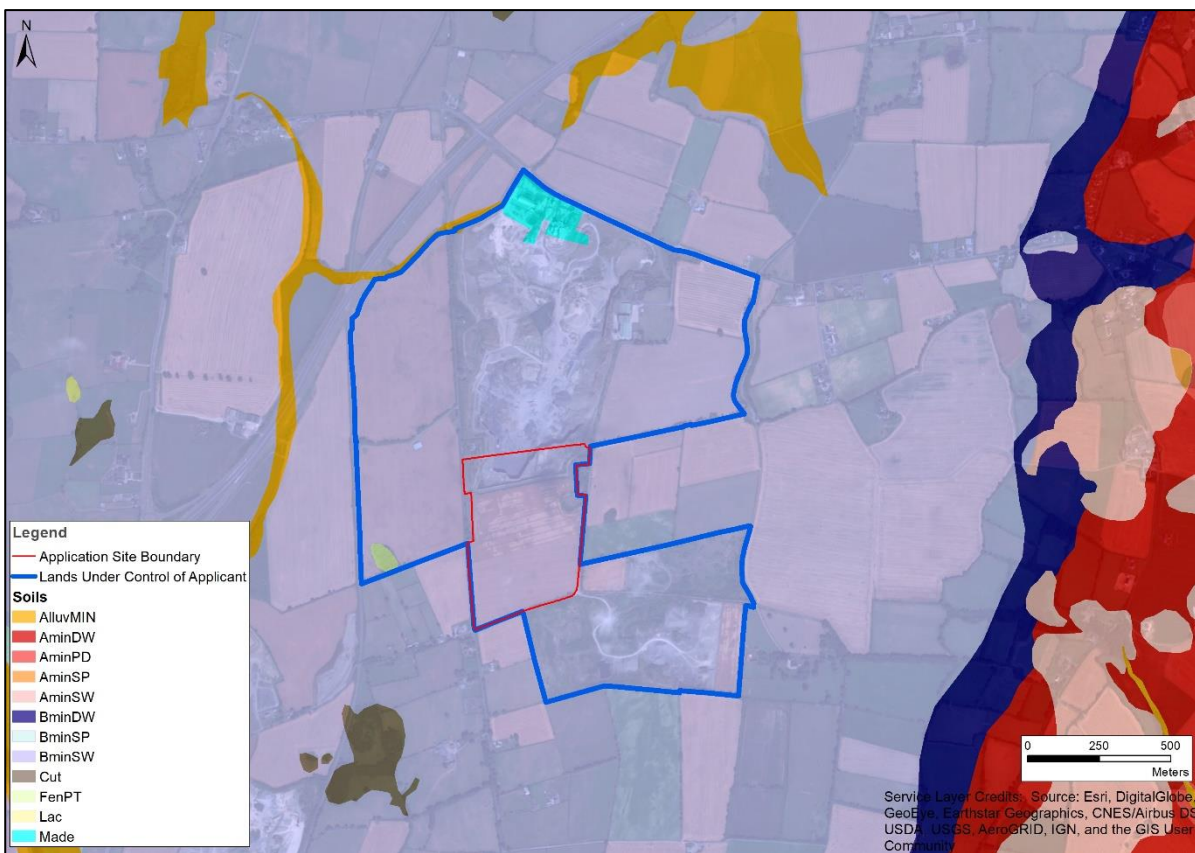 N
Legend
Application Site Boundary
Lands Under Control of Applicant
Soils
AlluvMIN
AminDW
AminPD
AminSP
AminSW
BminDW
BminSP
BminSW
Cut
FenPT
Lac
Made
0 250 500
Meters
Service Layer Credits: Source: Esri, DigitalGlobe,
GeoEye, Earthstar Geographics, CNES/Airbus DS,
USDA, USGS, AeroGRID, IGN, and the GIS User
Community